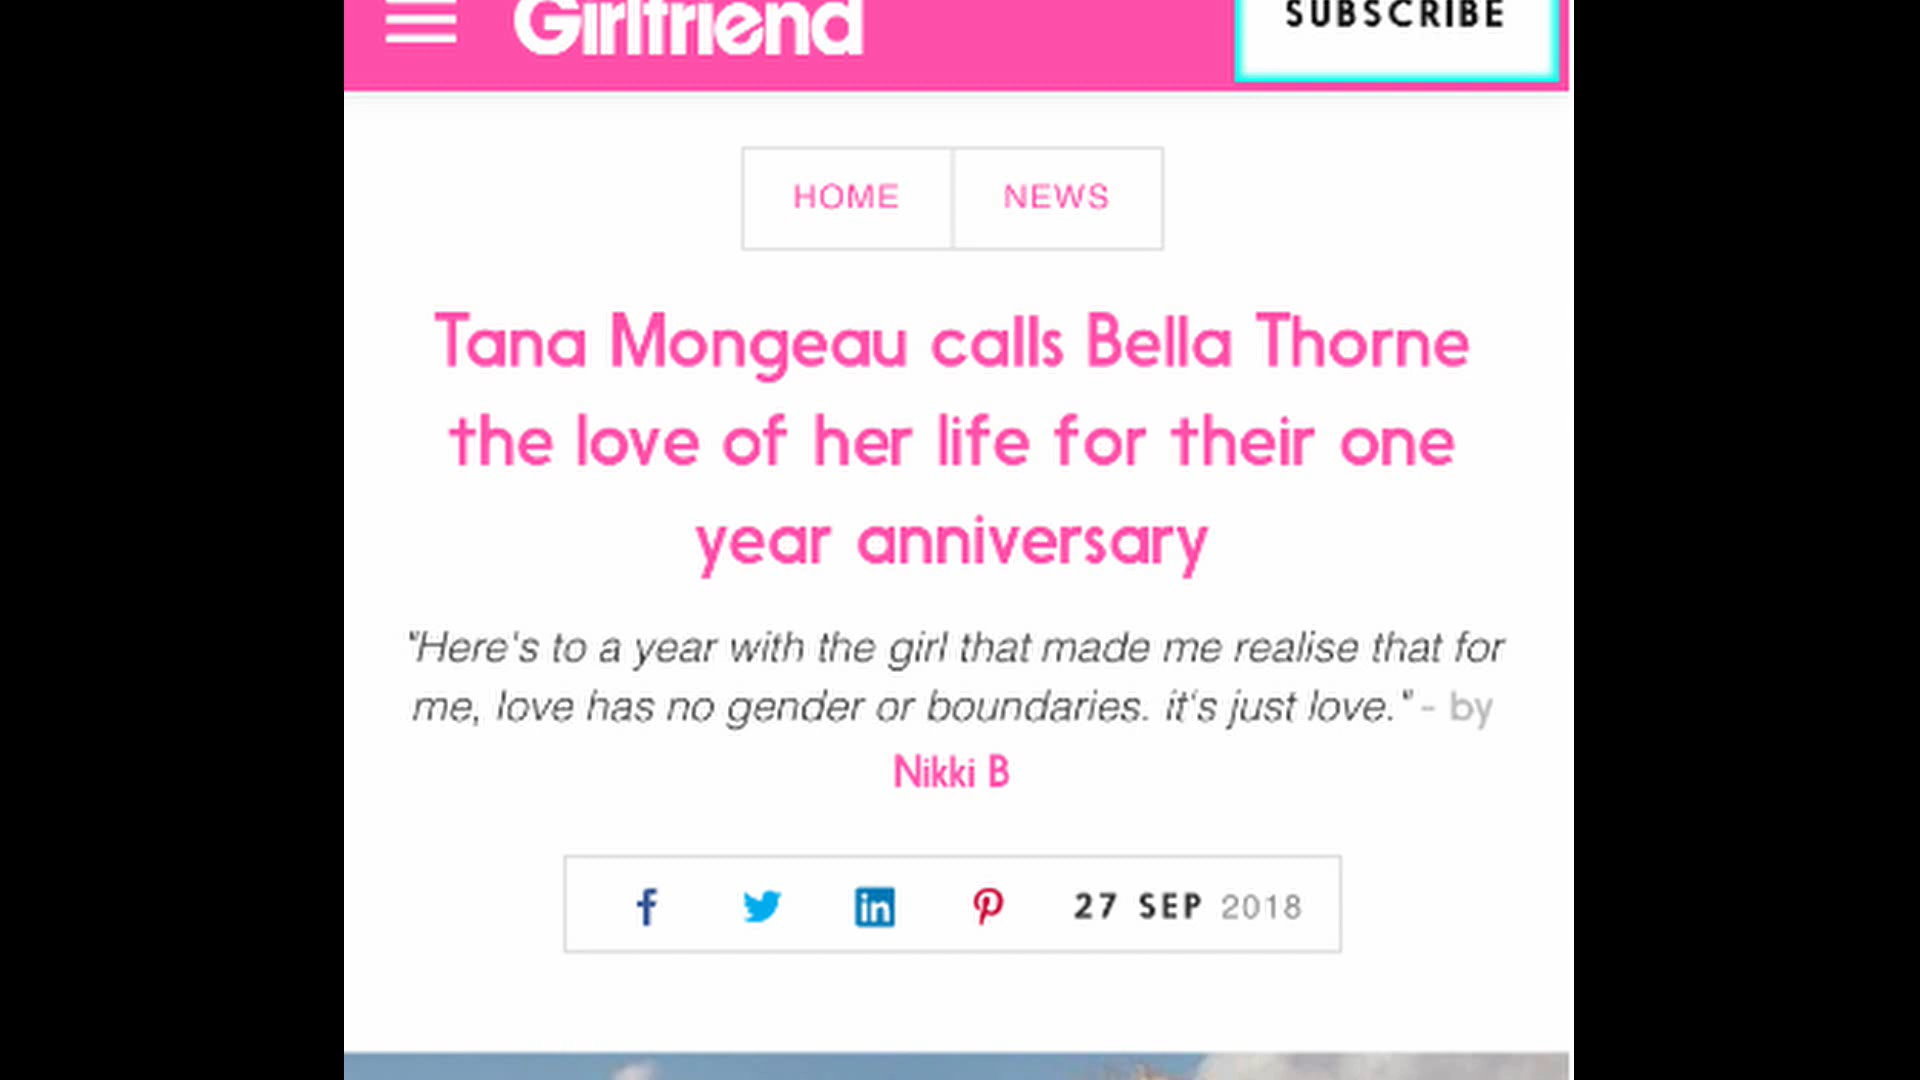 Girlfriend
SUBSCRIBE
HOME NEWS
Tana Mongeau calls Bella Thorne
the love of her life for their one
year anniversary
"Here's to a year with the girl that made me realise that for
me, love has no gender or boundaries. it's just love." - by
Nikki B
27 SEP 2018